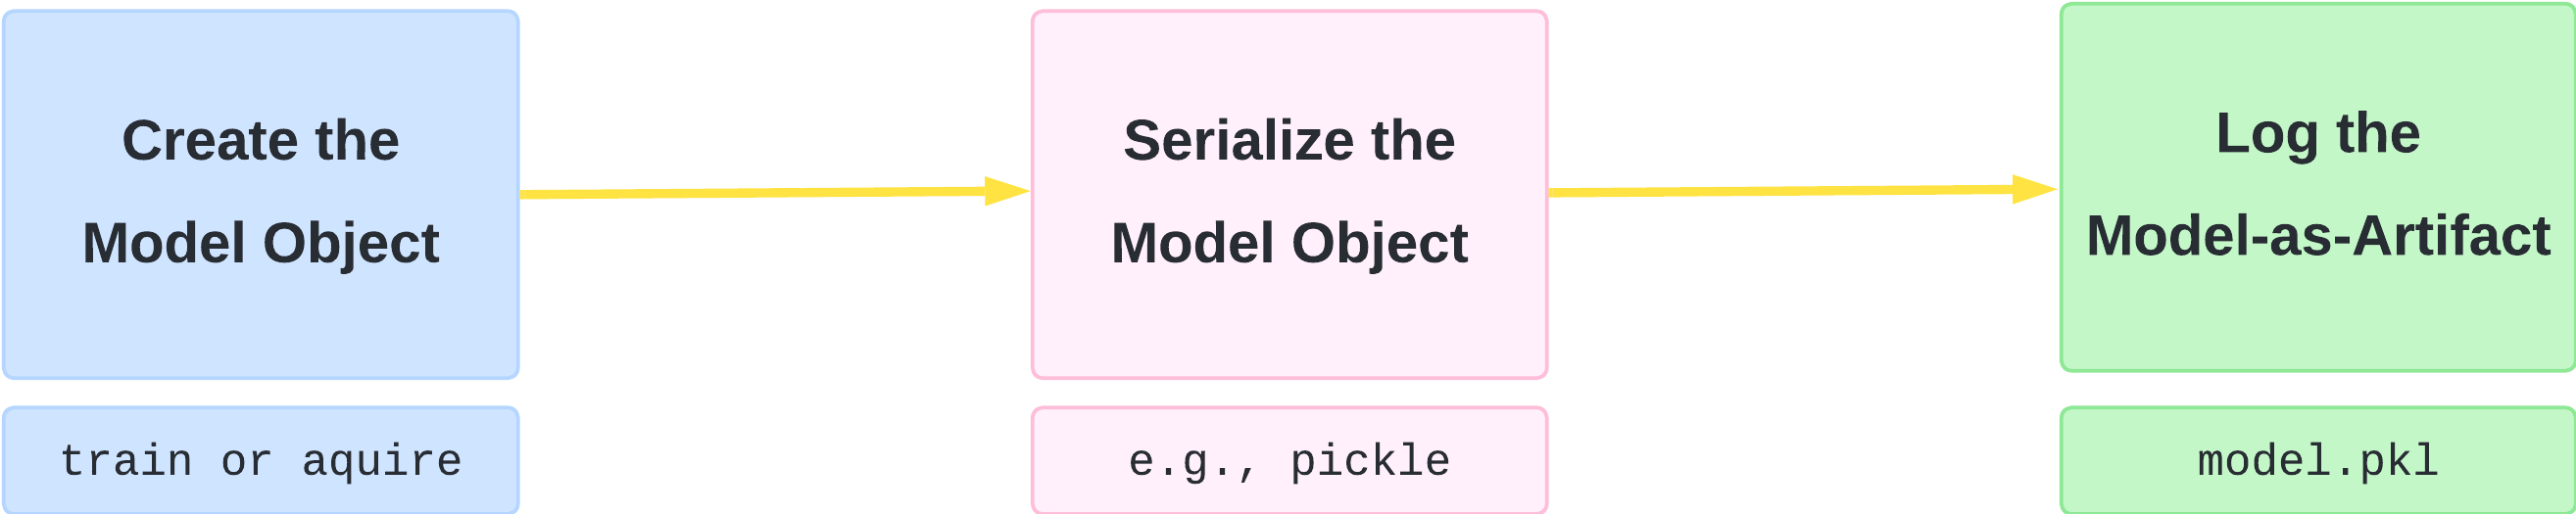 Create the
Model Object
train or aquire
Serialize the
Model Object
e.g., pickle
Log the
Model-as-Artifact
model.pkl